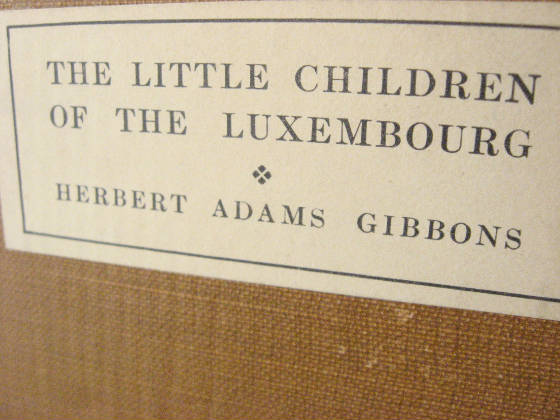 THE LITTLE CHILDREN
OF THE LUXEMBOURG
HERBERT ADAMS GIBBONS